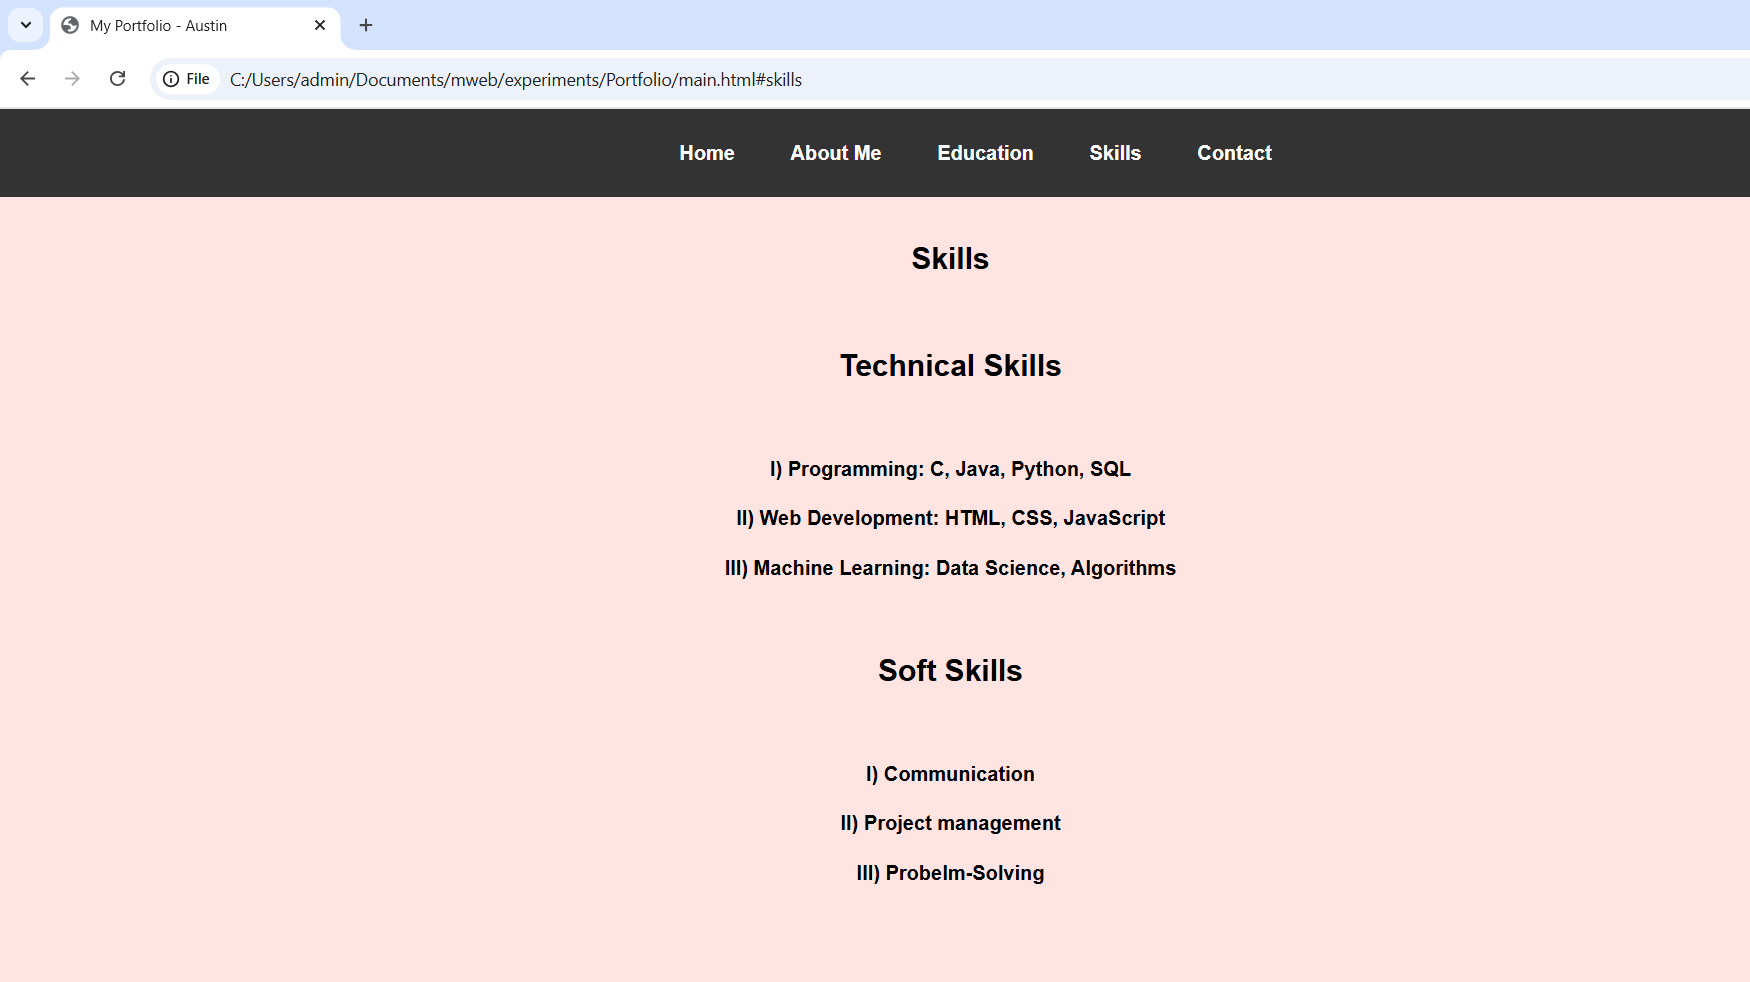 My Portfolio - Austin
File C:/Users/admin/Documents/mweb/experiments/Portfolio/main.html#skills
Home About Me Education Skills Contact
Skills
Technical Skills
I) Programming: C, Java, Python, SQL
II) Web Development: HTML, CSS, JavaScript
III) Machine Learning: Data Science, Algorithms
Soft Skills
I) Communication
II) Project management
III) Probelm-Solving